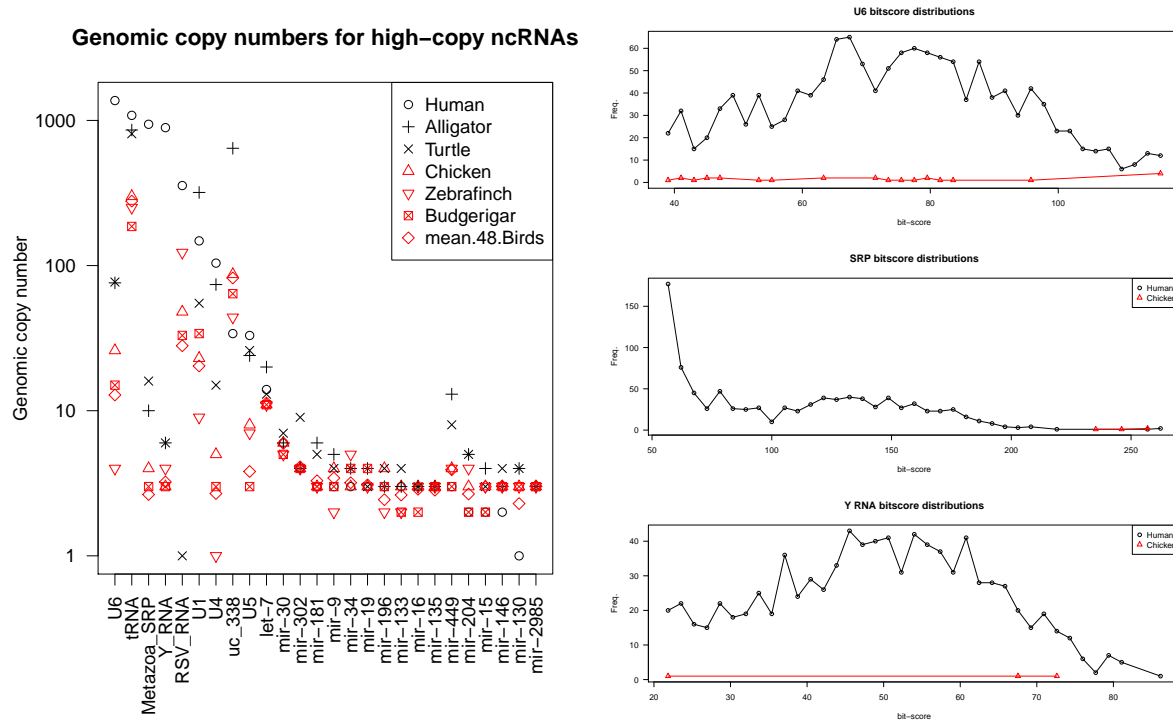 Genomic copy numbers for high−copy ncRNAs
Genomic copy number
1000
100
10
1
Human
Alligator
Turtle
Chicken
Zebrafinch
Budgerigar
mean.48.Birds
U6
tRNA
Metazoa_SRP
Y_RNA
RSV_RNA
U1
U4
uc_338
U5
let−7
mir−30
mir−302
mir−181
mir−9
mir−34
mir−19
mir−196
mir−133
mir−16
mir−135
mir−449
mir−204
mir−15
mir−146
mir−130
mir−2985
U6 bitscore distributions
Freq.
60
50
40
30
20
10
0
40 60 80 100
bit−score
SRP bitscore distributions
Human
Chicken
Freq.
150
100
50
0
50 100 150 200 250
bit−score
Y RNA bitscore distributions
Human
Chicken
Freq.
40
30
20
10
0
20 30 40 50 60 70 80
bit−score